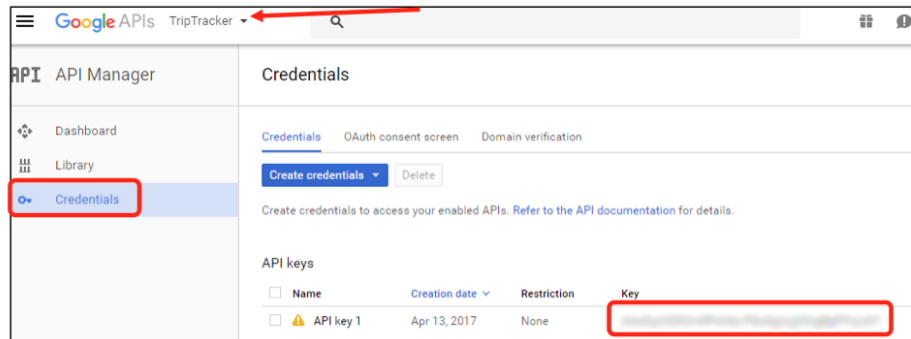 Google APIs TripTracker
API API Manager
Credentials
Dashboard
Library
Credentials
Credentials OAuth consent screen Domain verification
Create credentials Delete
Create credentials to access your enabled APIs. Refer to the API documentation for details.
API keys
Name Creation date Restriction Key
API key 1 Apr 13, 2017 None